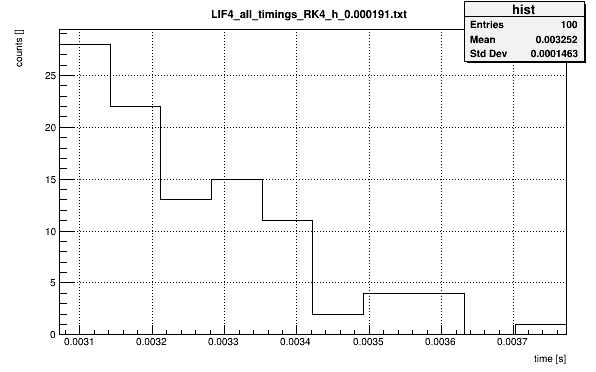 LIF4_all_timings_RK4_h_0.000191.txt
hist
Entries 100
Mean 0.003252
Std Dev 0.0001463
counts []
25
20
15
10
5
0
0.0031 0.0032 0.0033 0.0034 0.0035 0.0036 0.0037
time [s]